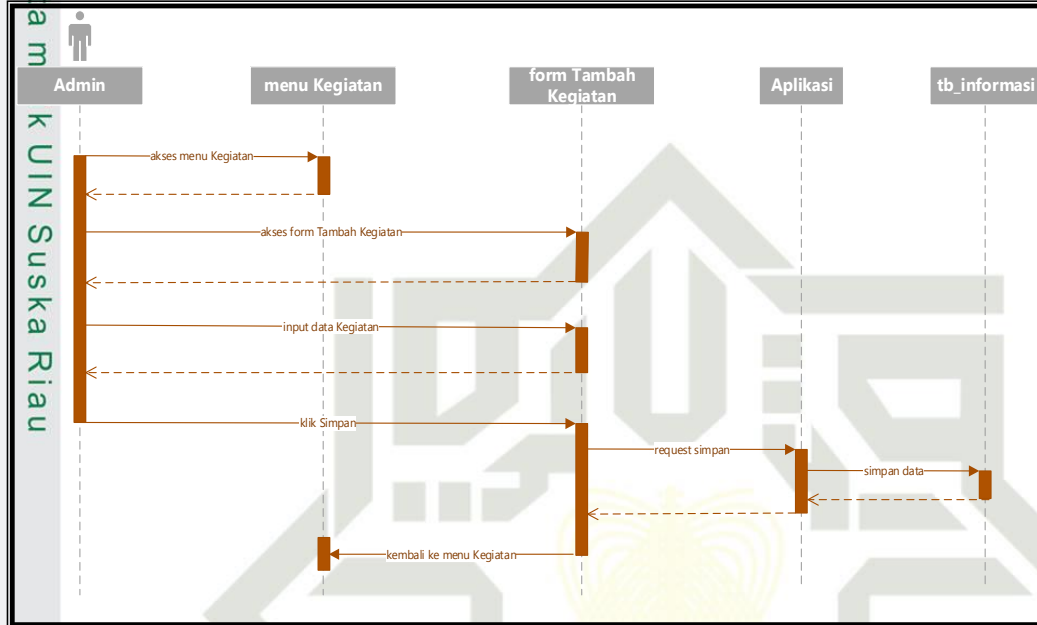 a m
k UIN Suska Riau
Admin
menu Kegiatan
form Tambah
Kegiatan
Aplikasi
tb_informasi
akses menu Kegiatan
akses form Tambah Kegiatan
input data Kegiatan
klik Simpan
request simpan
simpan data
kembali ke menu Kegiatan